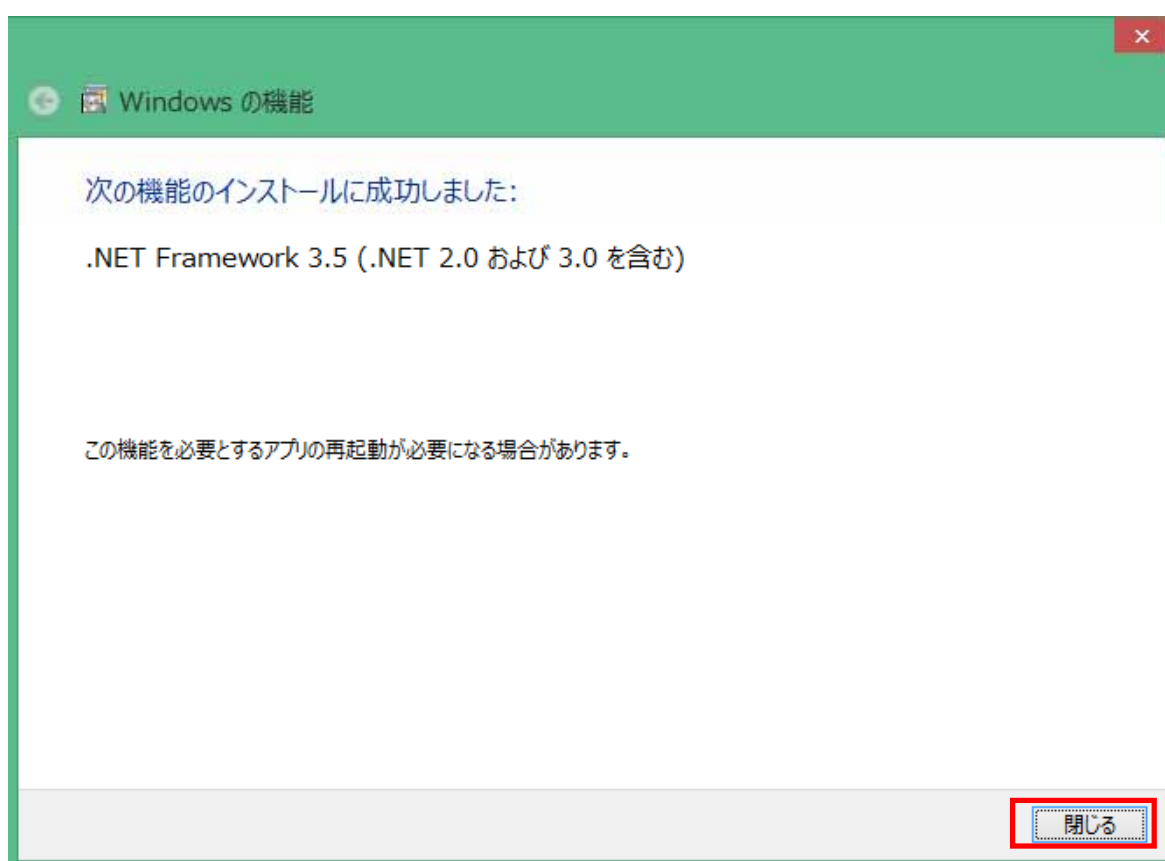 Windows の機能
次の機能のインストールに成功しました:
.NET Framework 3.5 (.NET 2.0 および 3.0 を含む)
この機能を必要とするアプリの再起動が必要になる場合があります。
閉じる